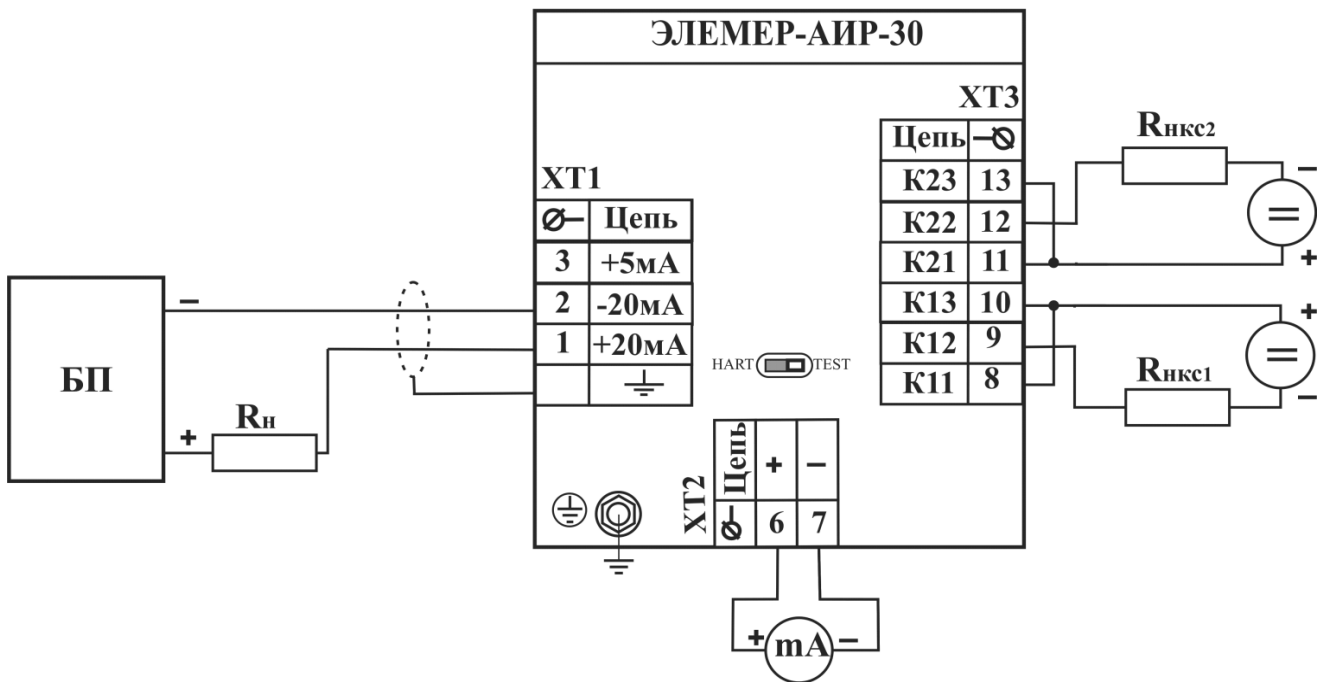 ЭЛЕМЕР-АИР-30
XT3
Цепь
K23 13
K22 12
K21 11
K13 10
K12 9
K11 8
Rнкс2
−
=
+
+
=
−
Rнкс1
XT1
Цепь
3 +5мА
2 -20мА
1 +20мА
БП
−
+
Rн
HART TEST
XT2
Цепь + −
6 7
+ mA −